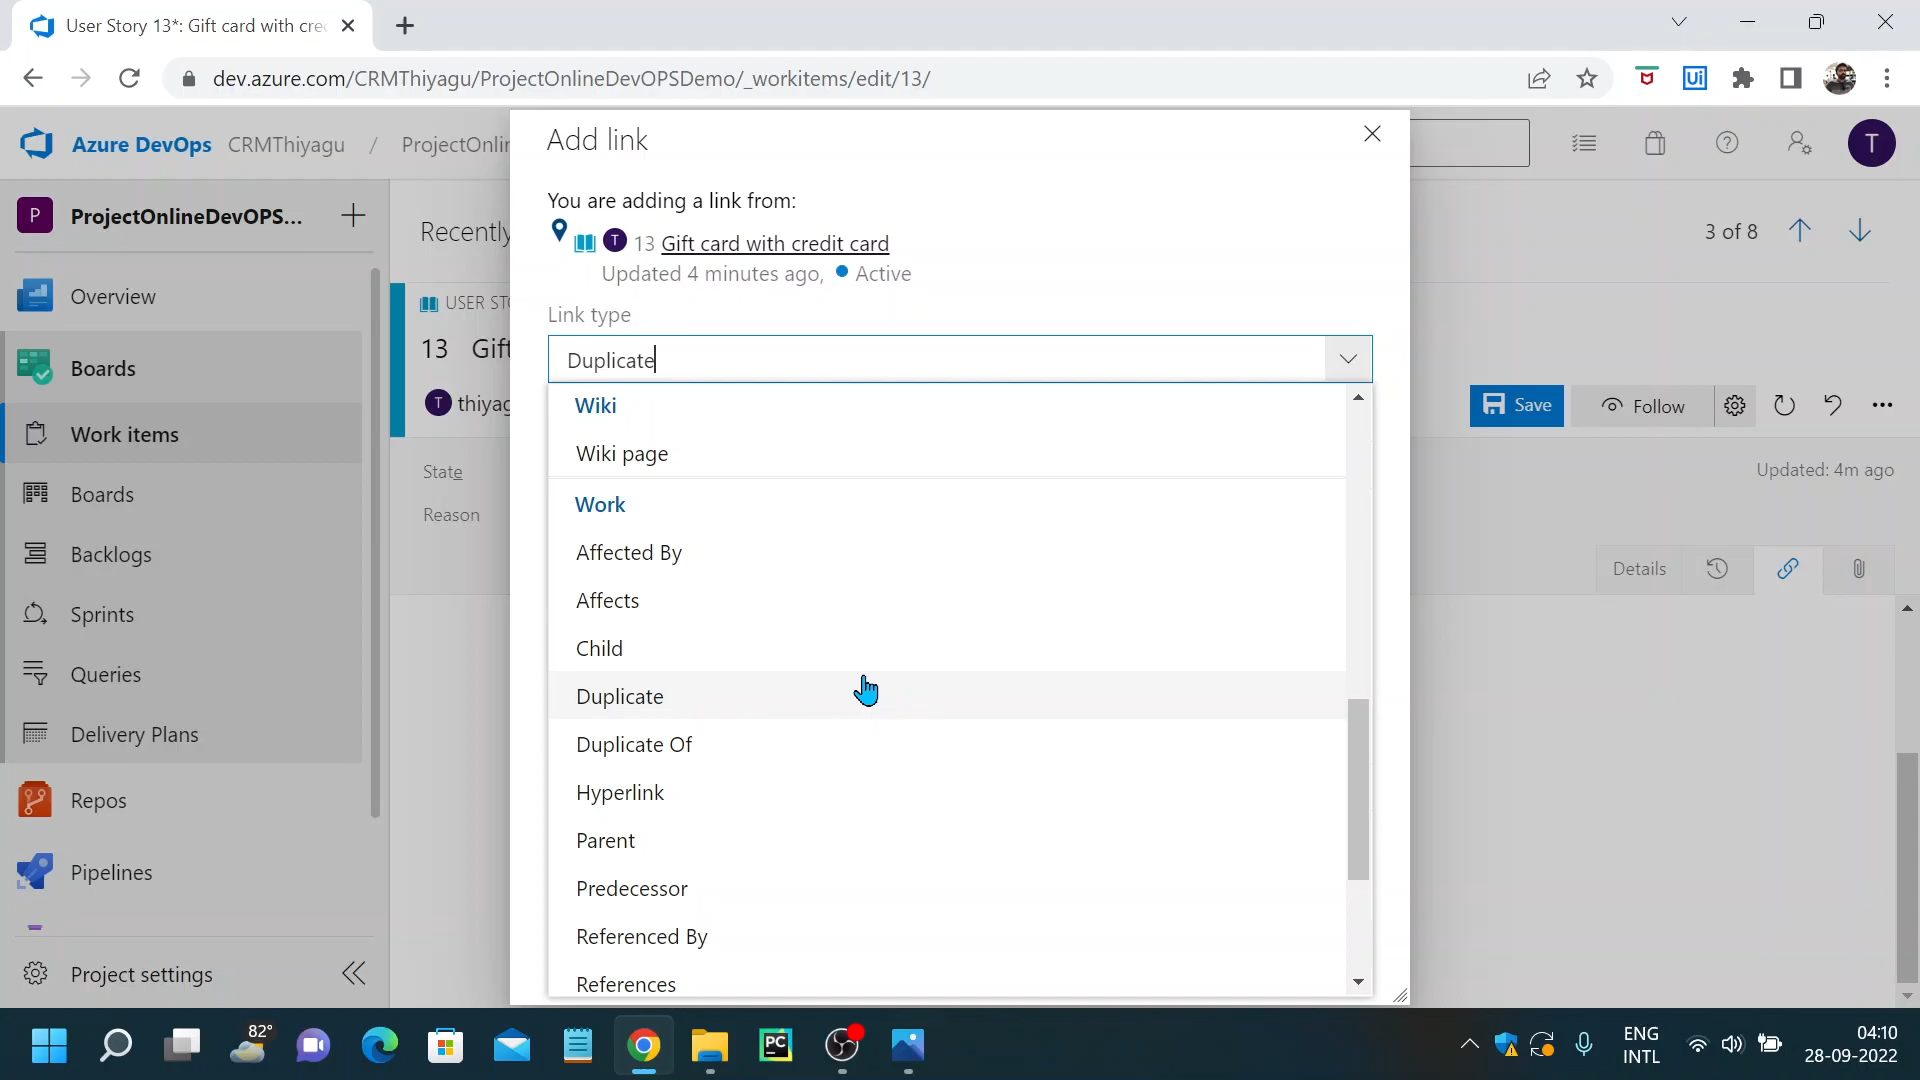 User Story 13*: Gift card with cre
dev.azure.com/CRMThiyagu/ProjectOnlineDevOPSDemo/_workitems/edit/13/
Ui
Azure DevOps CRMThiyagu / ProjectOnlin
T
P ProjectOnlineDevOPS...
Overview
Boards
Work items
Boards
Backlogs
Sprints
Queries
Delivery Plans
Repos
Pipelines
Project settings
Recently
3 of 8
USER STO
13 Gift
T thiyag
State
Reason
Save
Follow
Updated: 4m ago
Details
Add link
You are adding a link from:
T 13 Gift card with credit card
Updated 4 minutes ago, Active
Link type
Duplicate
Wiki
Wiki page
Work
Affected By
Affects
Child
Duplicate
Duplicate Of
Hyperlink
Parent
Predecessor
Referenced By
References
82°
PC
ENG
INTL
04:10
28-09-2022